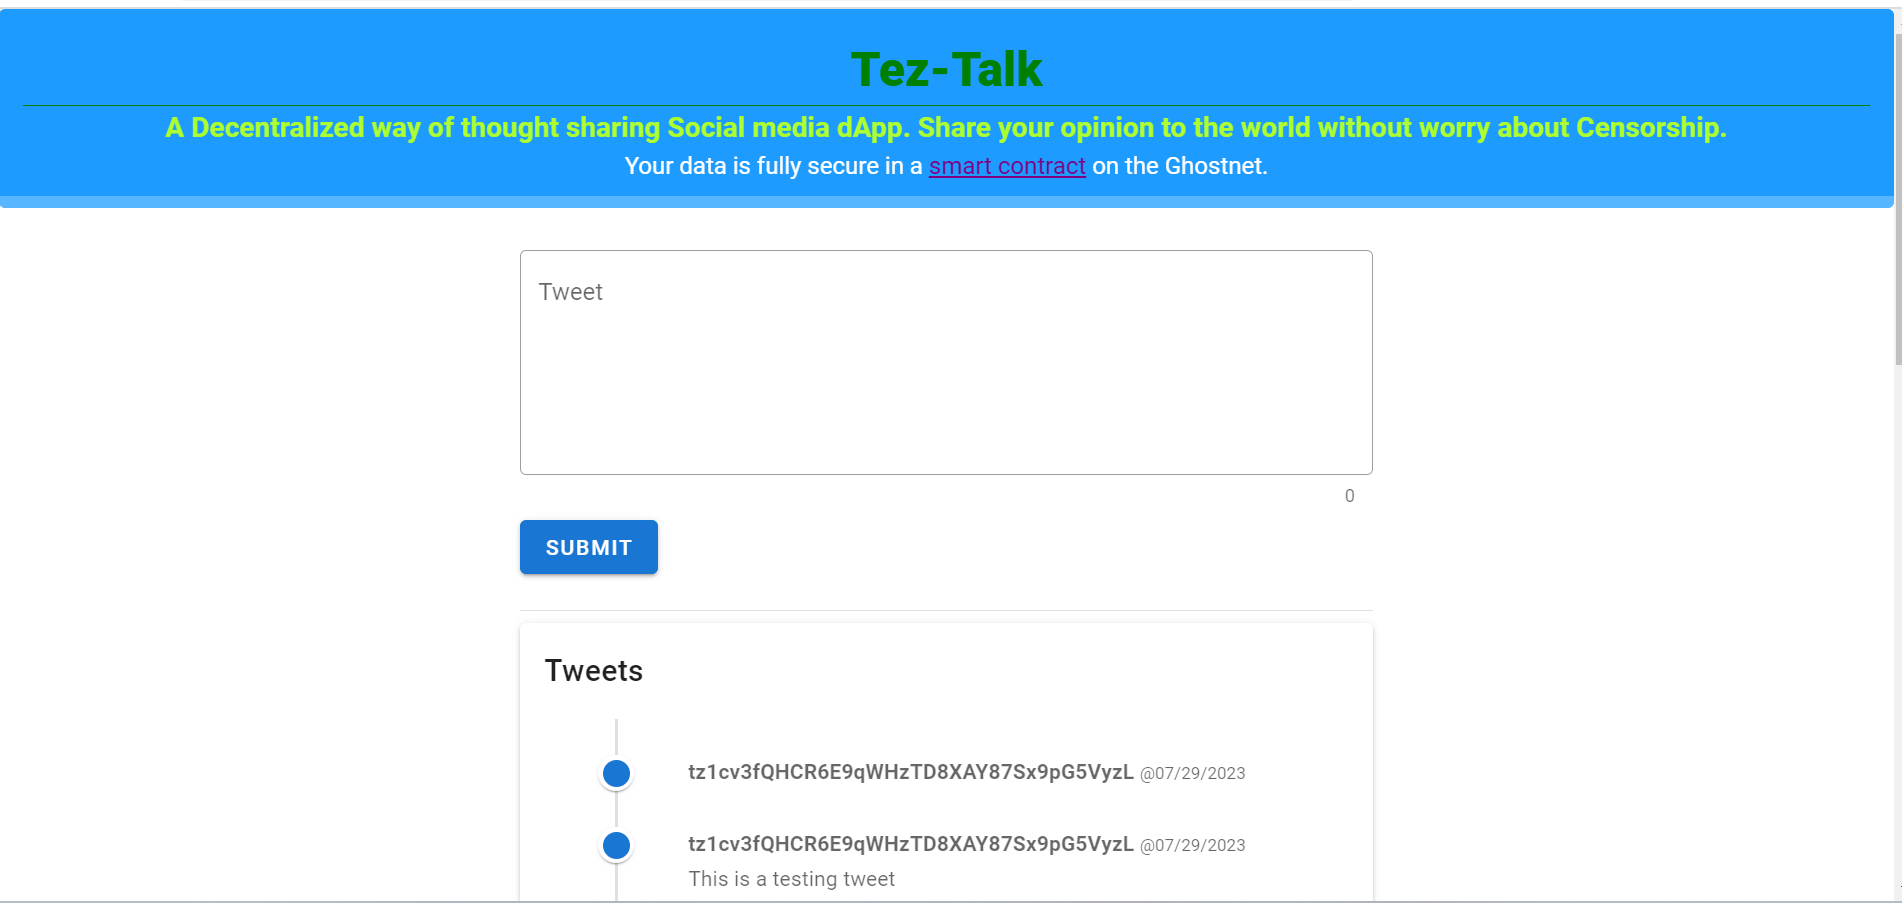 Tez-Talk
A Decentralized way of thought sharing Social media dApp. Share your opinion to the world without worry about Censorship.
Your data is fully secure in a smart contract on the Ghostnet.
Tweet
0
SUBMIT
Tweets
tz1cv3fQHCR6E9qWHzTD8XAY87Sx9pG5VyzL @07/29/2023
tz1cv3fQHCR6E9qWHzTD8XAY87Sx9pG5VyzL @07/29/2023
This is a testing tweet